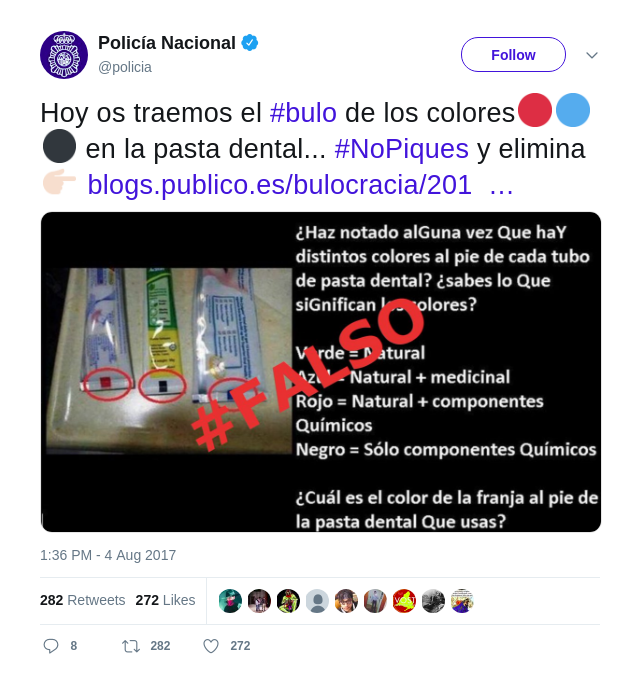 Policía Nacional
@policia
Follow
Hoy os traemos el #bulo de los colores
en la pasta dental... #NoPiques y elimina
blogs.publico.es/bulocracia/201 …
¿Haz notado alGuna vez Que haY
distintos colores al pie de cada tubo
de pasta dental? ¿sabes lo Que
siGnifican los colores?
Verde = Natural
Azul = Natural + medicinal
Rojo = Natural + componentes
Químicos
Negro = Sólo componentes Químicos
¿Cuál es el color de la franja al pie de
la pasta dental Que usas?
#FALSO
1:36 PM - 4 Aug 2017
282 Retweets 272 Likes
8 282 272